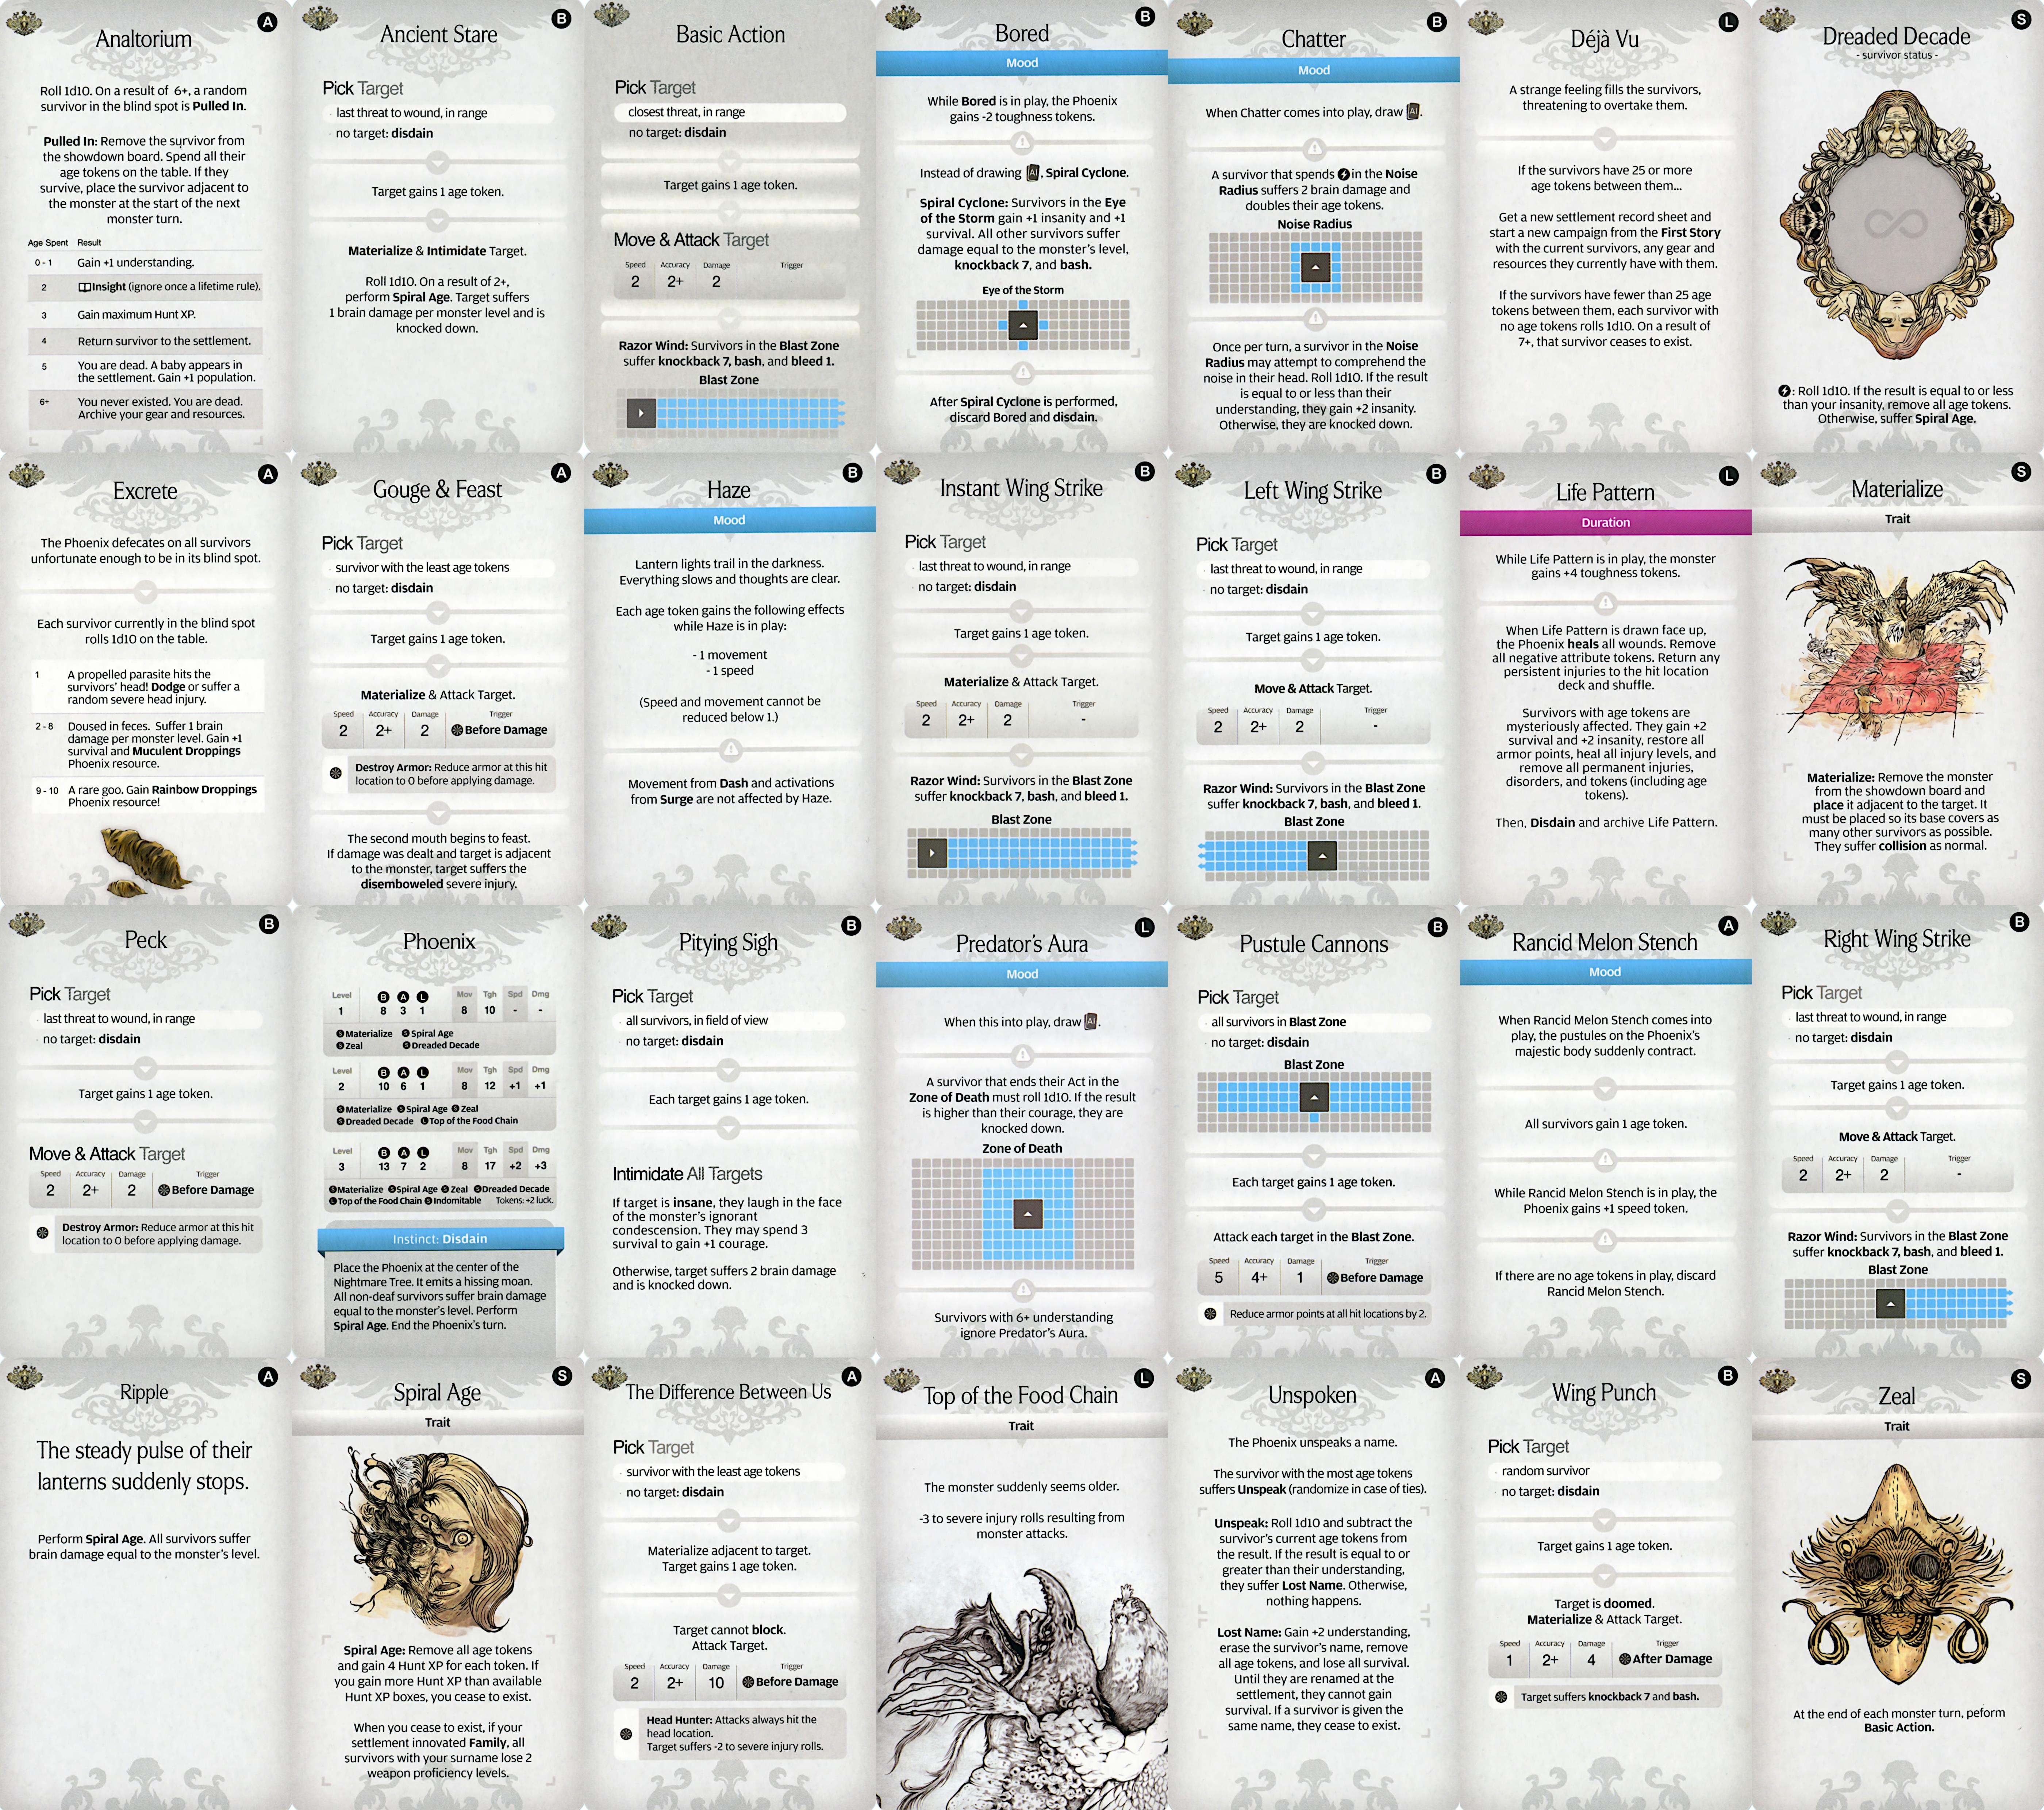 Analtorium
A
Roll 1d10. On a result of 6+, a random
survivor in the blind spot is Pulled In.
Pulled In: Remove the survivor from
the showdown board. Spend all their
age tokens on the table. If they
survive, place the survivor adjacent to
the monster at the start of the next
monster turn.
Age Spent Result
0 - 1 Gain +1 understanding.
2 Insight (ignore once a lifetime rule).
3 Gain maximum Hunt XP.
4 Return survivor to the settlement.
5 You are dead. A baby appears in
the settlement. Gain +1 population.
6+ You never existed. You are dead.
Archive your gear and resources.
Ancient Stare
B
Pick Target
· last threat to wound, in range
· no target: disdain
Target gains 1 age token.
Materialize & Intimidate Target.
Roll 1d10. On a result of 2+,
perform Spiral Age. Target suffers
1 brain damage per monster level and is
knocked down.
Basic Action
Pick Target
closest threat, in range
no target: disdain
Target gains 1 age token.
Move & Attack Target
Speed Accuracy Damage Trigger
2 2+ 2
Razor Wind: Survivors in the Blast Zone
suffer knockback 7, bash, and bleed 1.
Blast Zone
Bored
B
Mood
While Bored is in play, the Phoenix
gains -2 toughness tokens.
Instead of drawing AI, Spiral Cyclone.
Spiral Cyclone: Survivors in the Eye
of the Storm gain +1 insanity and +1
survival. All other survivors suffer
damage equal to the monster's level,
knockback 7, and bash.
Eye of the Storm
After Spiral Cyclone is performed,
discard Bored and disdain.
Chatter
B
Mood
When Chatter comes into play, draw AI.
A survivor that spends in the Noise
Radius suffers 2 brain damage and
doubles their age tokens.
Noise Radius
Once per turn, a survivor in the Noise
Radius may attempt to comprehend the
noise in their head. Roll 1d10. If the result
is equal to or less than their
understanding, they gain +2 insanity.
Otherwise, they are knocked down.
Déjà Vu
L
A strange feeling fills the survivors,
threatening to overtake them.
If the survivors have 25 or more
age tokens between them...
Get a new settlement record sheet and
start a new campaign from the First Story
with the current survivors, any gear and
resources they currently have with them.
If the survivors have fewer than 25 age
tokens between them, each survivor with
no age tokens rolls 1d10. On a result of
7+, that survivor ceases to exist.
Dreaded Decade
S
- survivor status -
: Roll 1d10. If the result is equal to or less
than your insanity, remove all age tokens.
Otherwise, suffer Spiral Age.
Excrete
A
The Phoenix defecates on all survivors
unfortunate enough to be in its blind spot.
Each survivor currently in the blind spot
rolls 1d10 on the table.
1 A propelled parasite hits the
survivors' head! Dodge or suffer a
random severe head injury.
2 - 8 Doused in feces. Suffer 1 brain
damage per monster level. Gain +1
survival and Muculent Droppings
Phoenix resource.
9 - 10 A rare goo. Gain Rainbow Droppings
Phoenix resource!
Gouge & Feast
A
Pick Target
· survivor with the least age tokens
· no target: disdain
Target gains 1 age token.
Materialize & Attack Target.
Speed Accuracy Damage Trigger
2 2+ 2 Before Damage
Destroy Armor: Reduce armor at this hit
location to 0 before applying damage.
The second mouth begins to feast.
If damage was dealt and target is adjacent
to the monster, target suffers the
disemboweled severe injury.
Haze
B
Mood
Lantern lights trail in the darkness.
Everything slows and thoughts are clear.
Each age token gains the following effects
while Haze is in play:
- 1 movement
- 1 speed
(Speed and movement cannot be
reduced below 1.)
Movement from Dash and activations
from Surge are not affected by Haze.
Instant Wing Strike
B
Pick Target
· last threat to wound, in range
· no target: disdain
Target gains 1 age token.
Materialize & Attack Target.
Speed Accuracy Damage Trigger
2 2+ 2 -
Razor Wind: Survivors in the Blast Zone
suffer knockback 7, bash, and bleed 1.
Blast Zone
Left Wing Strike
B
Pick Target
· last threat to wound, in range
· no target: disdain
Target gains 1 age token.
Move & Attack Target.
Speed Accuracy Damage Trigger
2 2+ 2 -
Razor Wind: Survivors in the Blast Zone
suffer knockback 7, bash, and bleed 1.
Blast Zone
Life Pattern
L
Duration
While Life Pattern is in play, the monster
gains +4 toughness tokens.
When Life Pattern is drawn face up,
the Phoenix heals all wounds. Remove
all negative attribute tokens. Return any
persistent injuries to the hit location
deck and shuffle.
Survivors with age tokens are
mysteriously affected. They gain +2
survival and +2 insanity, restore all
armor points, heal all injury levels, and
remove all permanent injuries,
disorders, and tokens (including age
tokens).
Then, Disdain and archive Life Pattern.
Materialize
S
Trait
Materialize: Remove the monster
from the showdown board and
place it adjacent to the target. It
must be placed so its base covers as
many other survivors as possible.
They suffer collision as normal.
Peck
B
Pick Target
· last threat to wound, in range
· no target: disdain
Target gains 1 age token.
Move & Attack Target
Speed Accuracy Damage Trigger
2 2+ 2 Before Damage
Destroy Armor: Reduce armor at this hit
location to 0 before applying damage.
Phoenix
Level B A L Mov Tgh Spd Dmg
1 8 3 1 8 10 - -
S Materialize S Spiral Age
S Zeal S Dreaded Decade
Level B A L Mov Tgh Spd Dmg
2 10 6 1 8 12 +1 +1
S Materialize S Spiral Age S Zeal
S Dreaded Decade L Top of the Food Chain
Level B A L Mov Tgh Spd Dmg
3 13 7 2 8 17 +2 +3
S Materialize S Spiral Age S Zeal S Dreaded Decade
L Top of the Food Chain S Indomitable Tokens: +2 luck.
Instinct: Disdain
Place the Phoenix at the center of the
Nightmare Tree. It emits a hissing moan.
All non-deaf survivors suffer brain damage
equal to the monster's level. Perform
Spiral Age. End the Phoenix's turn.
Pitying Sigh
B
Pick Target
· all survivors, in field of view
· no target: disdain
Each target gains 1 age token.
Intimidate All Targets
If target is insane, they laugh in the face
of the monster's ignorant
condescension. They may spend 3
survival to gain +1 courage.
Otherwise, target suffers 2 brain damage
and is knocked down.
Predator's Aura
L
Mood
When this into play, draw AI.
A survivor that ends their Act in the
Zone of Death must roll 1d10. If the result
is higher than their courage, they are
knocked down.
Zone of Death
Survivors with 6+ understanding
ignore Predator's Aura.
Pustule Cannons
B
Pick Target
· all survivors in Blast Zone
· no target: disdain
Blast Zone
Each target gains 1 age token.
Attack each target in the Blast Zone.
Speed Accuracy Damage Trigger
5 4+ 1 Before Damage
Reduce armor points at all hit locations by 2.
Rancid Melon Stench
A
Mood
When Rancid Melon Stench comes into
play, the pustules on the Phoenix's
majestic body suddenly contract.
All survivors gain 1 age token.
While Rancid Melon Stench is in play, the
Phoenix gains +1 speed token.
If there are no age tokens in play, discard
Rancid Melon Stench.
Right Wing Strike
B
Pick Target
· last threat to wound, in range
· no target: disdain
Target gains 1 age token.
Move & Attack Target.
Speed Accuracy Damage Trigger
2 2+ 2 -
Razor Wind: Survivors in the Blast Zone
suffer knockback 7, bash, and bleed 1.
Blast Zone
Ripple
A
The steady pulse of their
lanterns suddenly stops.
Perform Spiral Age. All survivors suffer
brain damage equal to the monster's level.
Spiral Age
S
Trait
Spiral Age: Remove all age tokens
and gain 4 Hunt XP for each token. If
you gain more Hunt XP than available
Hunt XP boxes, you cease to exist.
When you cease to exist, if your
settlement innovated Family, all
survivors with your surname lose 2
weapon proficiency levels.
The Difference Between Us
A
Pick Target
· survivor with the least age tokens
· no target: disdain
Materialize adjacent to target.
Target gains 1 age token.
Target cannot block.
Attack Target.
Speed Accuracy Damage Trigger
2 2+ 10 Before Damage
Head Hunter: Attacks always hit the
head location.
Target suffers -2 to severe injury rolls.
Top of the Food Chain
L
Trait
The monster suddenly seems older.
-3 to severe injury rolls resulting from
monster attacks.
Unspoken
A
The Phoenix unspeaks a name.
The survivor with the most age tokens
suffers Unspeak (randomize in case of ties).
Unspeak: Roll 1d10 and subtract the
survivor's current age tokens from
the result. If the result is equal to or
greater than their understanding,
they suffer Lost Name. Otherwise,
nothing happens.
Lost Name: Gain +2 understanding,
erase the survivor's name, remove
all age tokens, and lose all survival.
Until they are renamed at the
settlement, they cannot gain
survival. If a survivor is given the
same name, they cease to exist.
Wing Punch
B
Pick Target
· random survivor
· no target: disdain
Target gains 1 age token.
Target is doomed.
Materialize & Attack Target.
Speed Accuracy Damage Trigger
1 2+ 4 After Damage
Target suffers knockback 7 and bash.
Zeal
S
Trait
At the end of each monster turn, peform
Basic Action.